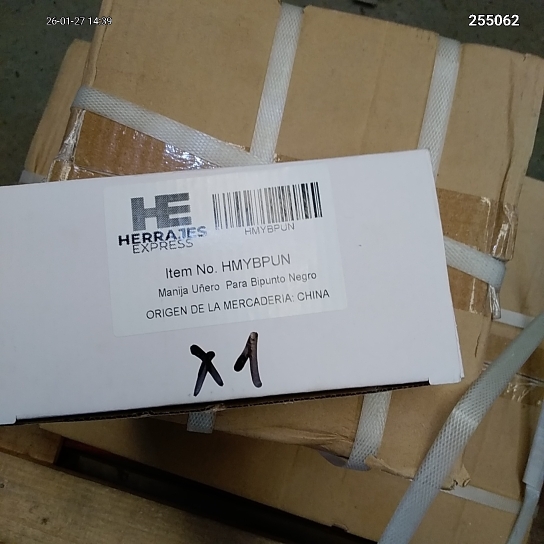 26-01-27 14:39
255062
HE
HERRAJES
EXPRESS
HMYBPUN
Item No. HMYBPUN
Manija Uñero Para Bipunto Negro
ORIGEN DE LA MERCADERIA: CHINA
X1